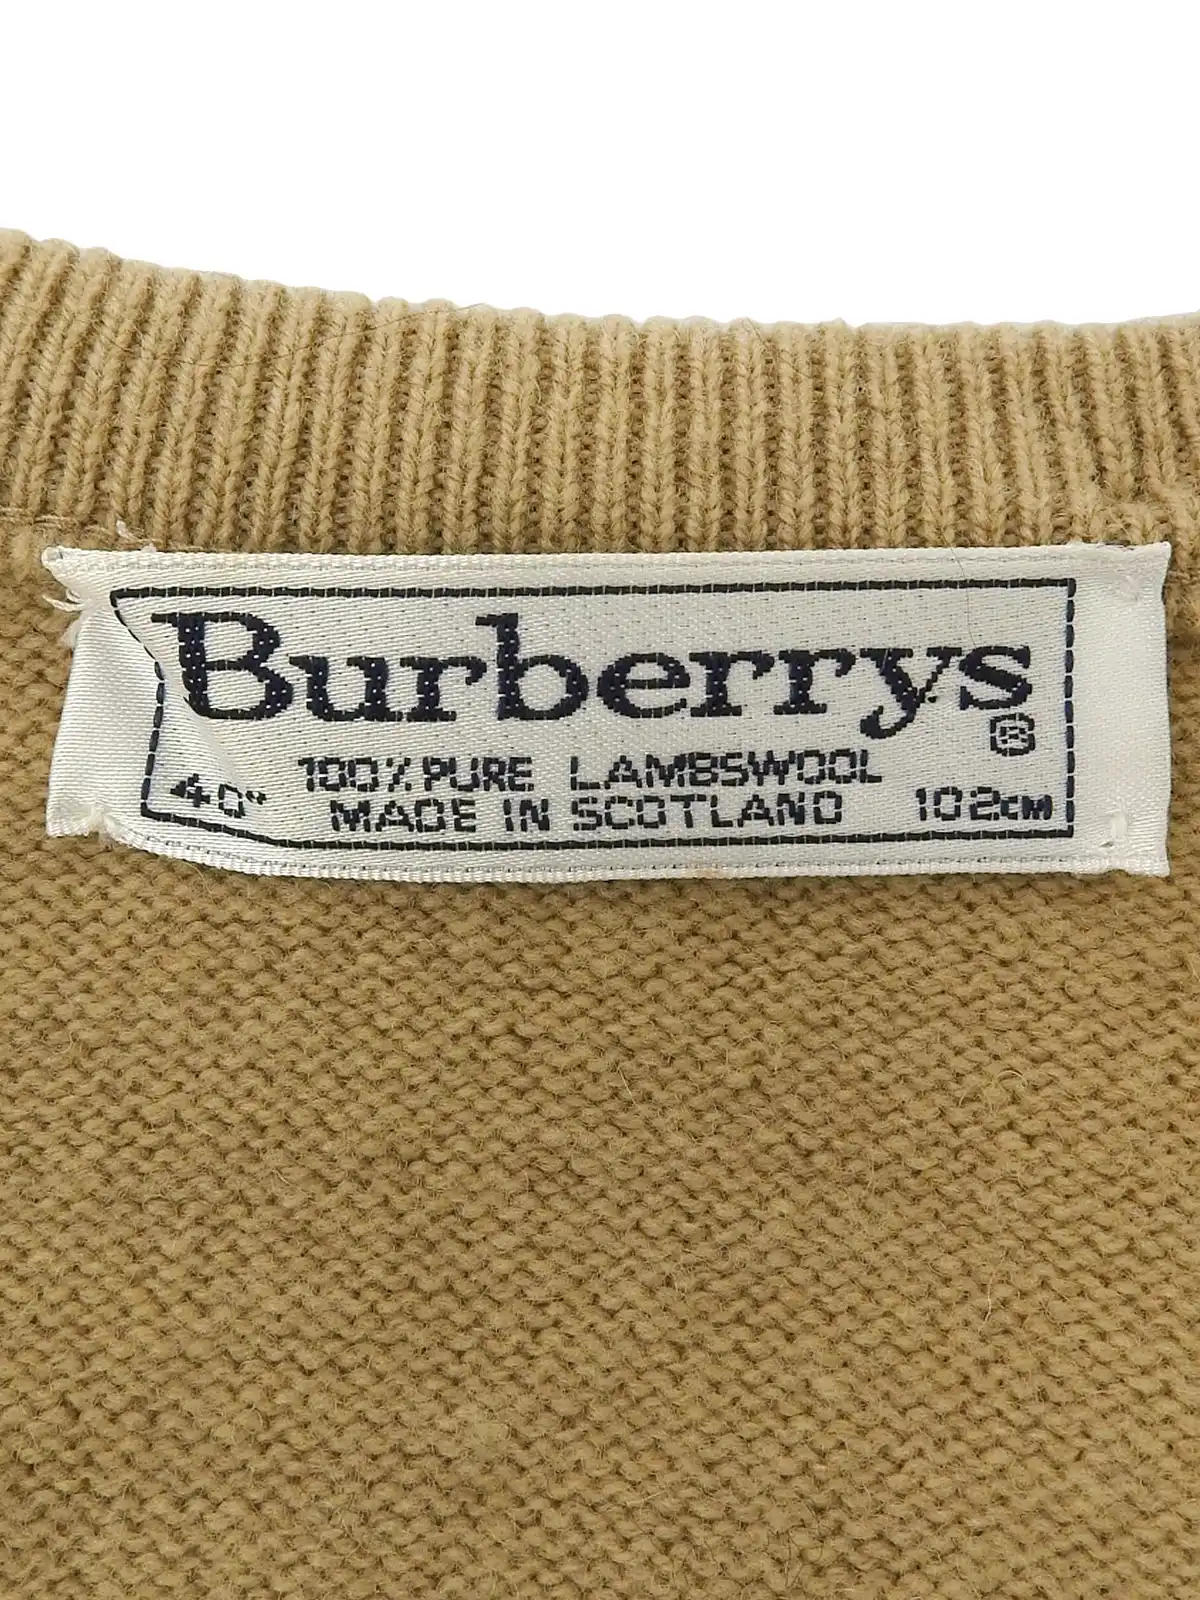 Burberrys®
100% PURE LAMBSWOOL
40" MADE IN SCOTLAND 102CM